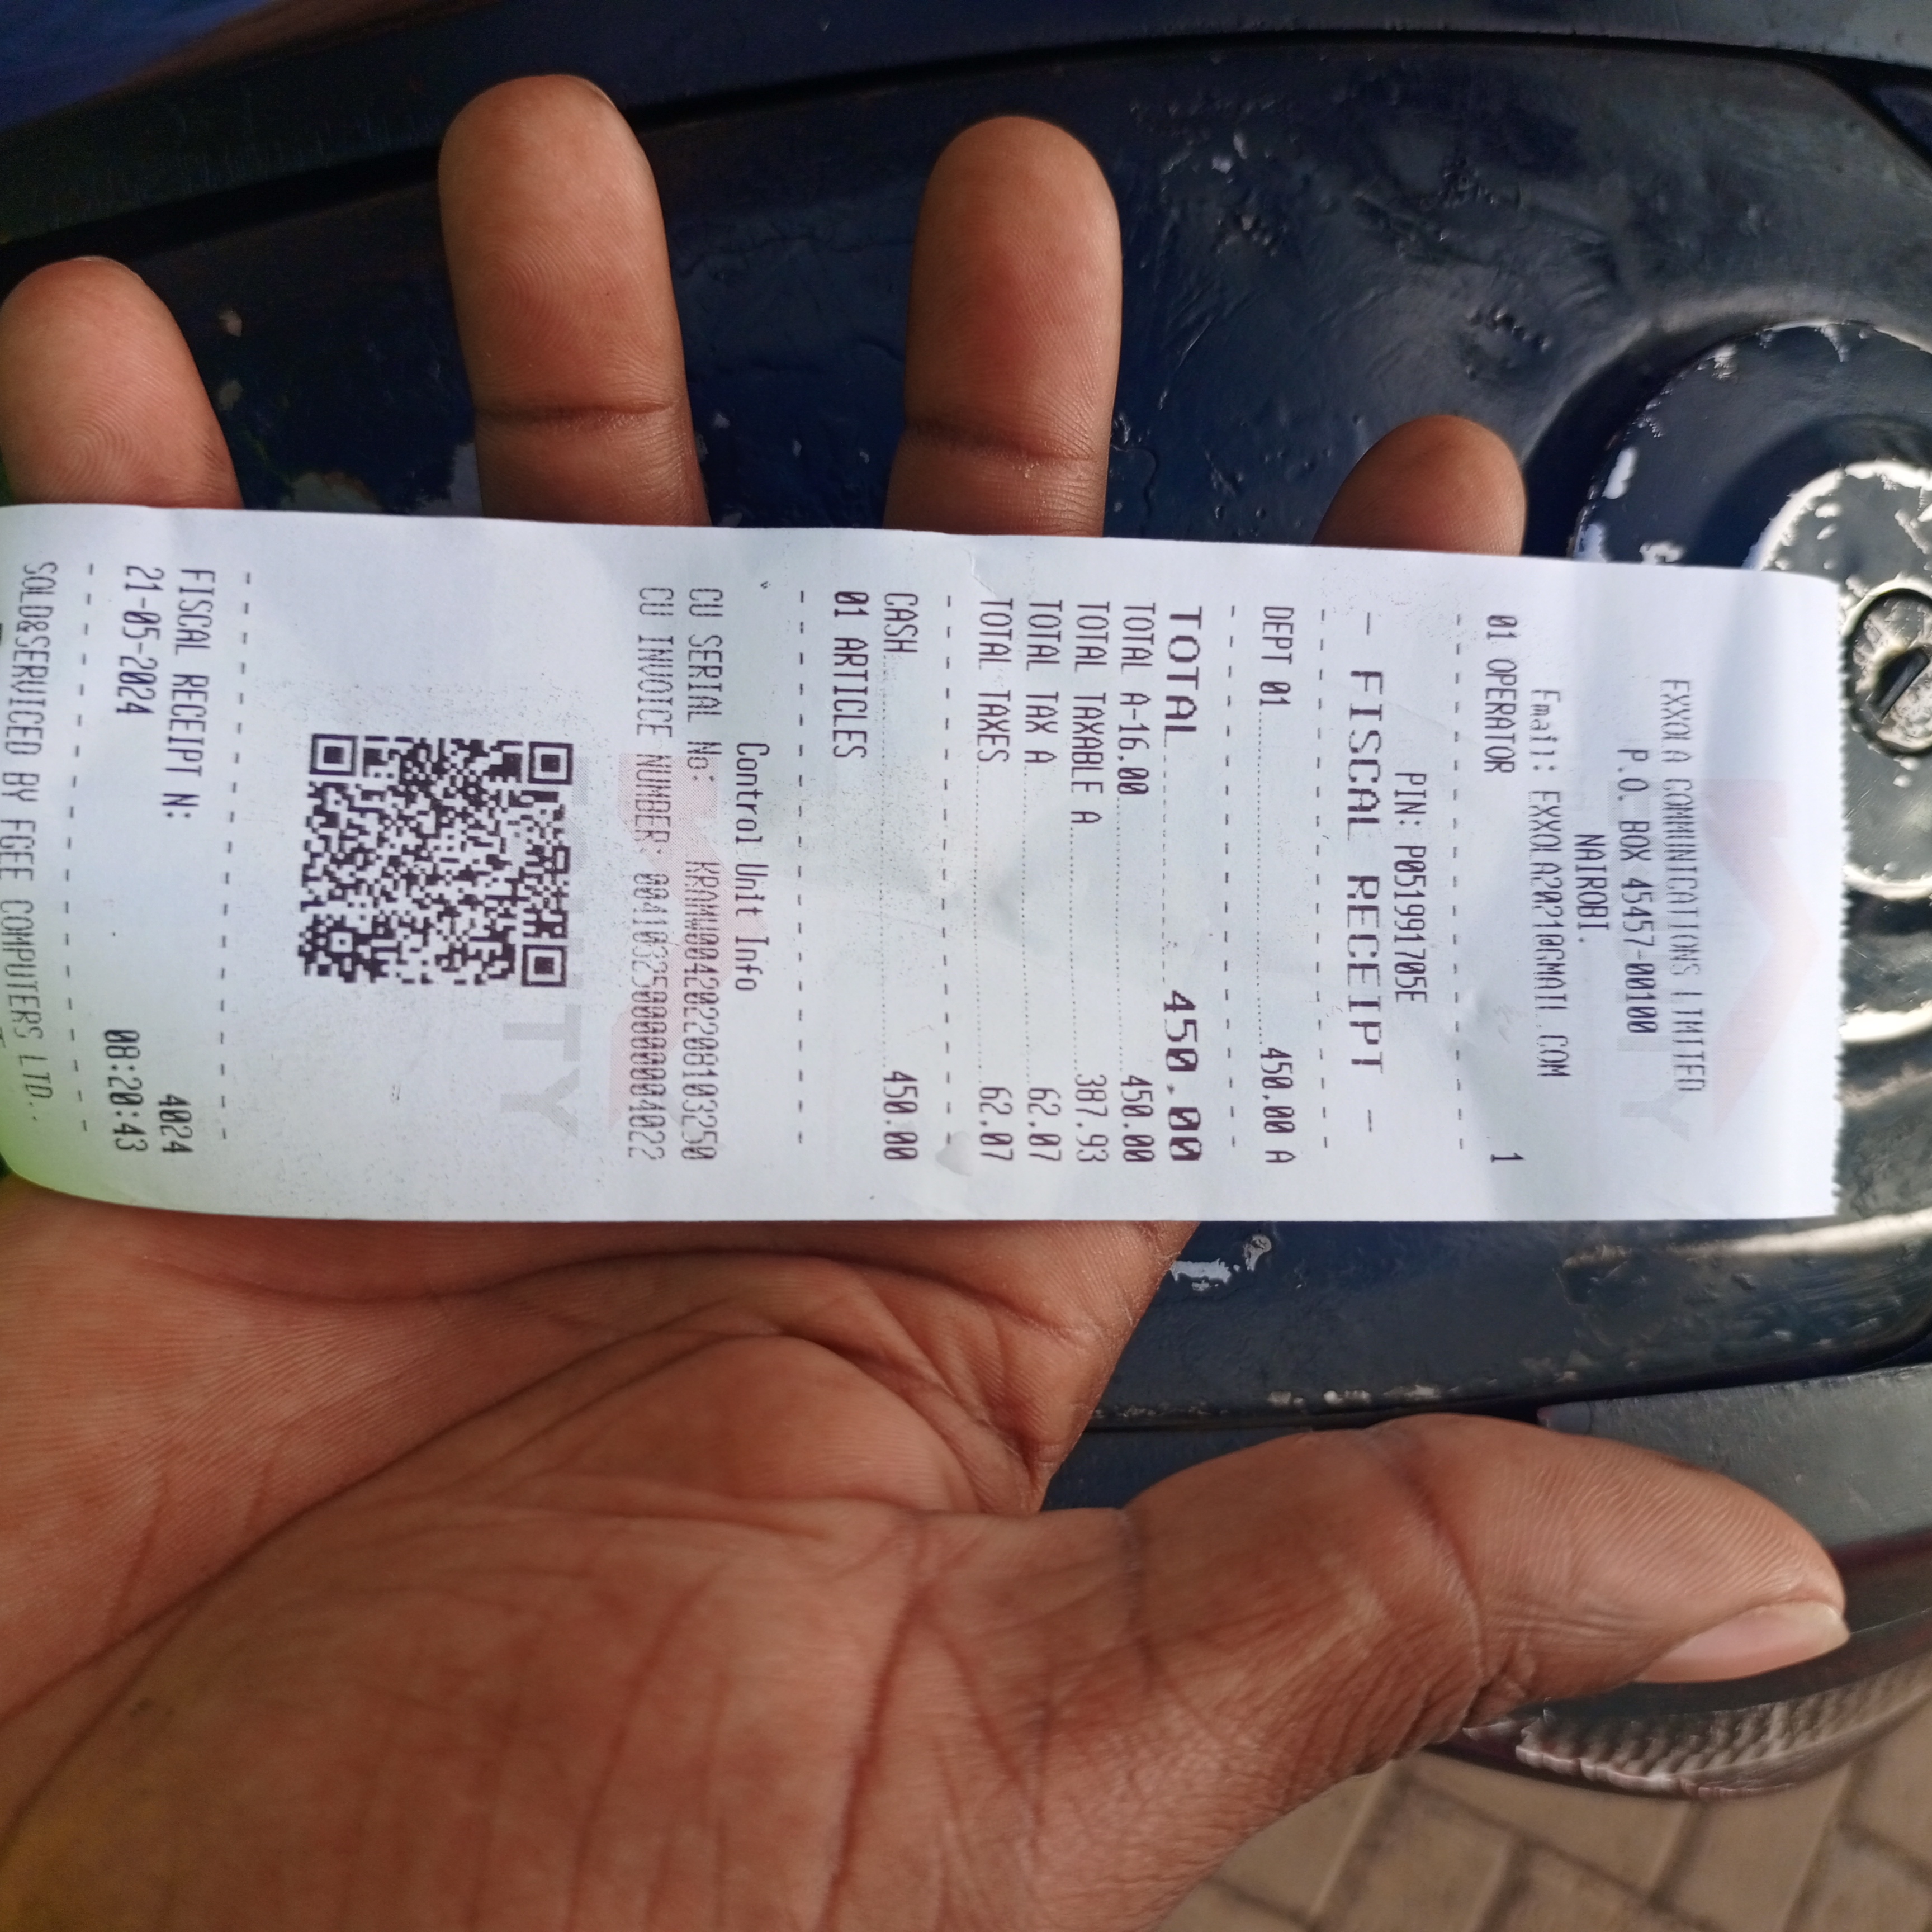 EXXOLA COMMUNICATIONS LIMITED
P.O. BOX 45457-00100
NAIROBI.
Email: EXXOLA2021@GMAIL.COM
01 OPERATOR 1
- FISCAL RECEIPT -
PIN: P051991705E
DEPT 01 450.00 A
TOTAL 450.00
TOTAL A-16.00 450.00
TOTAL TAXABLE A 387.93
TOTAL TAX A 62.07
TOTAL TAXES 62.07
CASH 450.00
01 ARTICLES
Control Unit Info
CU SERIAL No: KRAMW004202208103250
CU INVOICE NUMBER: 0041032500000004022
FISCAL RECEIPT N: 4024
21-05-2024 08:20:43
SOLD&SERVICED BY FGEE COMPUTERS LTD..